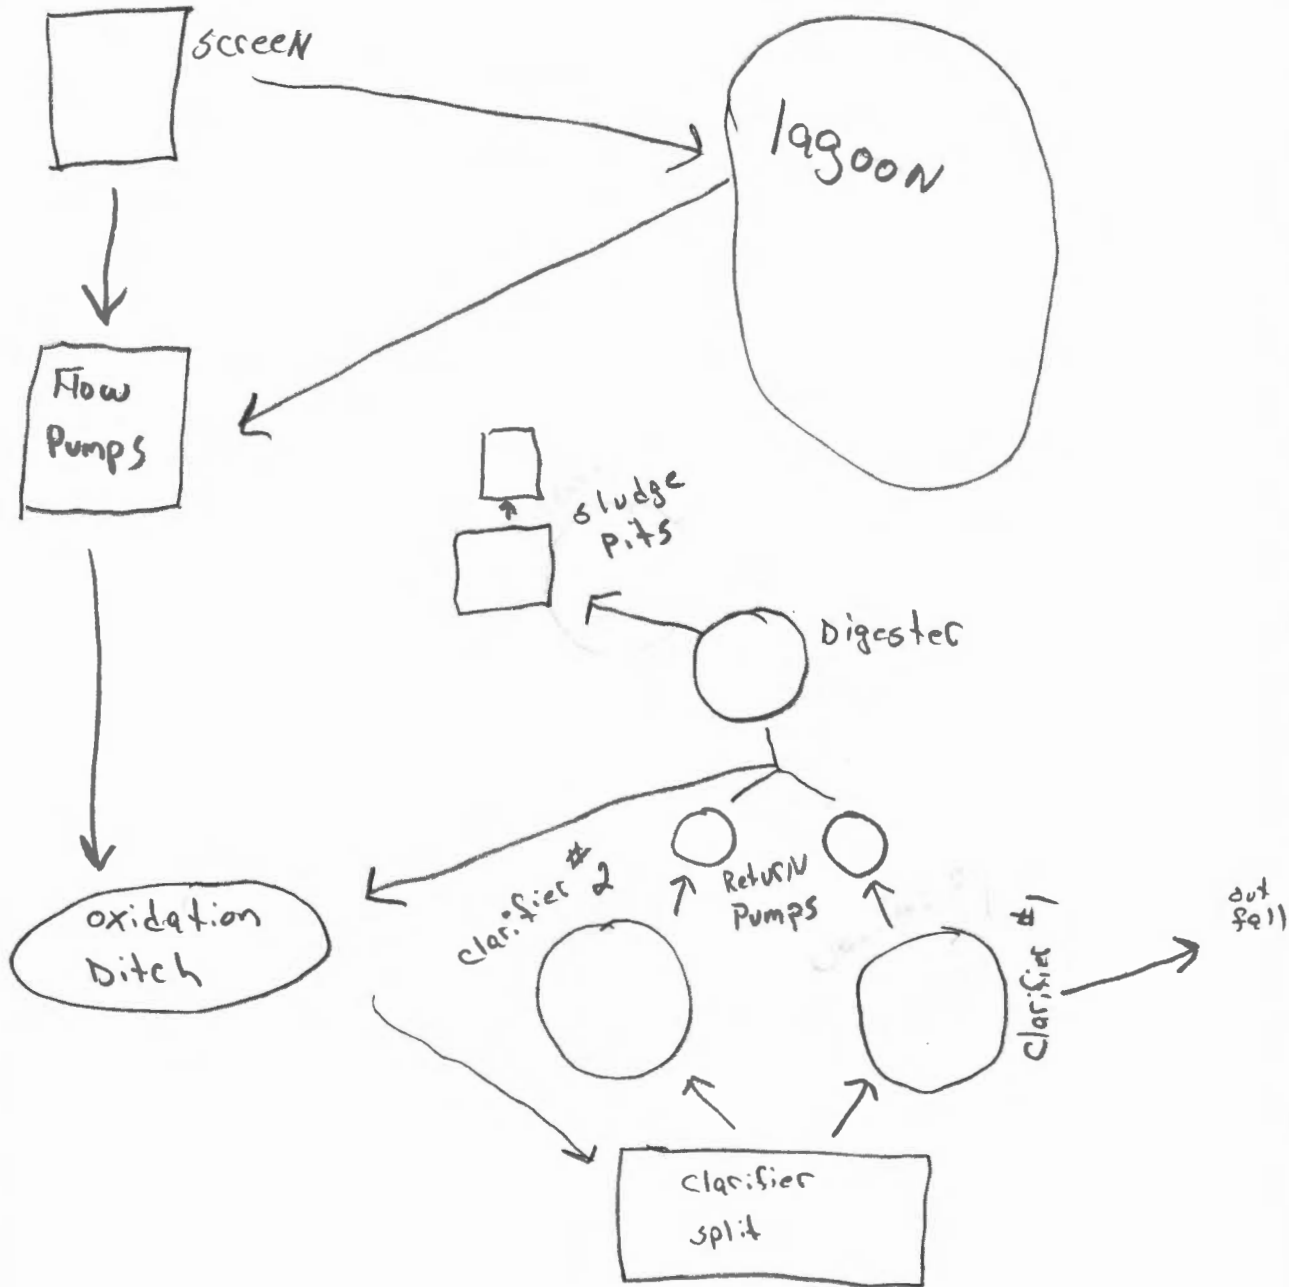 screeN
lagooN
Flow
Pumps
sludge
pits
Digester
Clarifier #2
ReturN
Pumps
Clarifier #1
out
fall
oxidation
Ditch
Clarifier
split